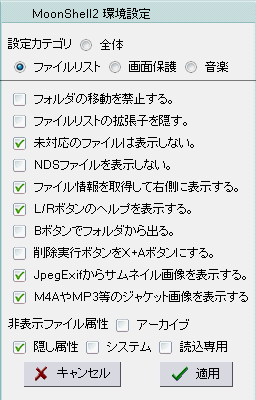 MoonShell2 環境設定
設定カテゴリ 全体
ファイルリスト 画面保護 音楽
フォルダの移動を禁止する。
ファイルリストの拡張子を隠す。
未対応のファイルは表示しない。
NDSファイルを表示しない。
ファイル情報を取得して右側に表示する。
L/Rボタンのヘルプを表示する。
Bボタンでフォルダから出る。
削除実行ボタンをX+Aボタンにする。
JpegExifからサムネイル画像を表示する。
M4AやMP3等のジャケット画像を表示する
非表示ファイル属性 アーカイブ
隠し属性 システム 読込専用
キャンセル 適用